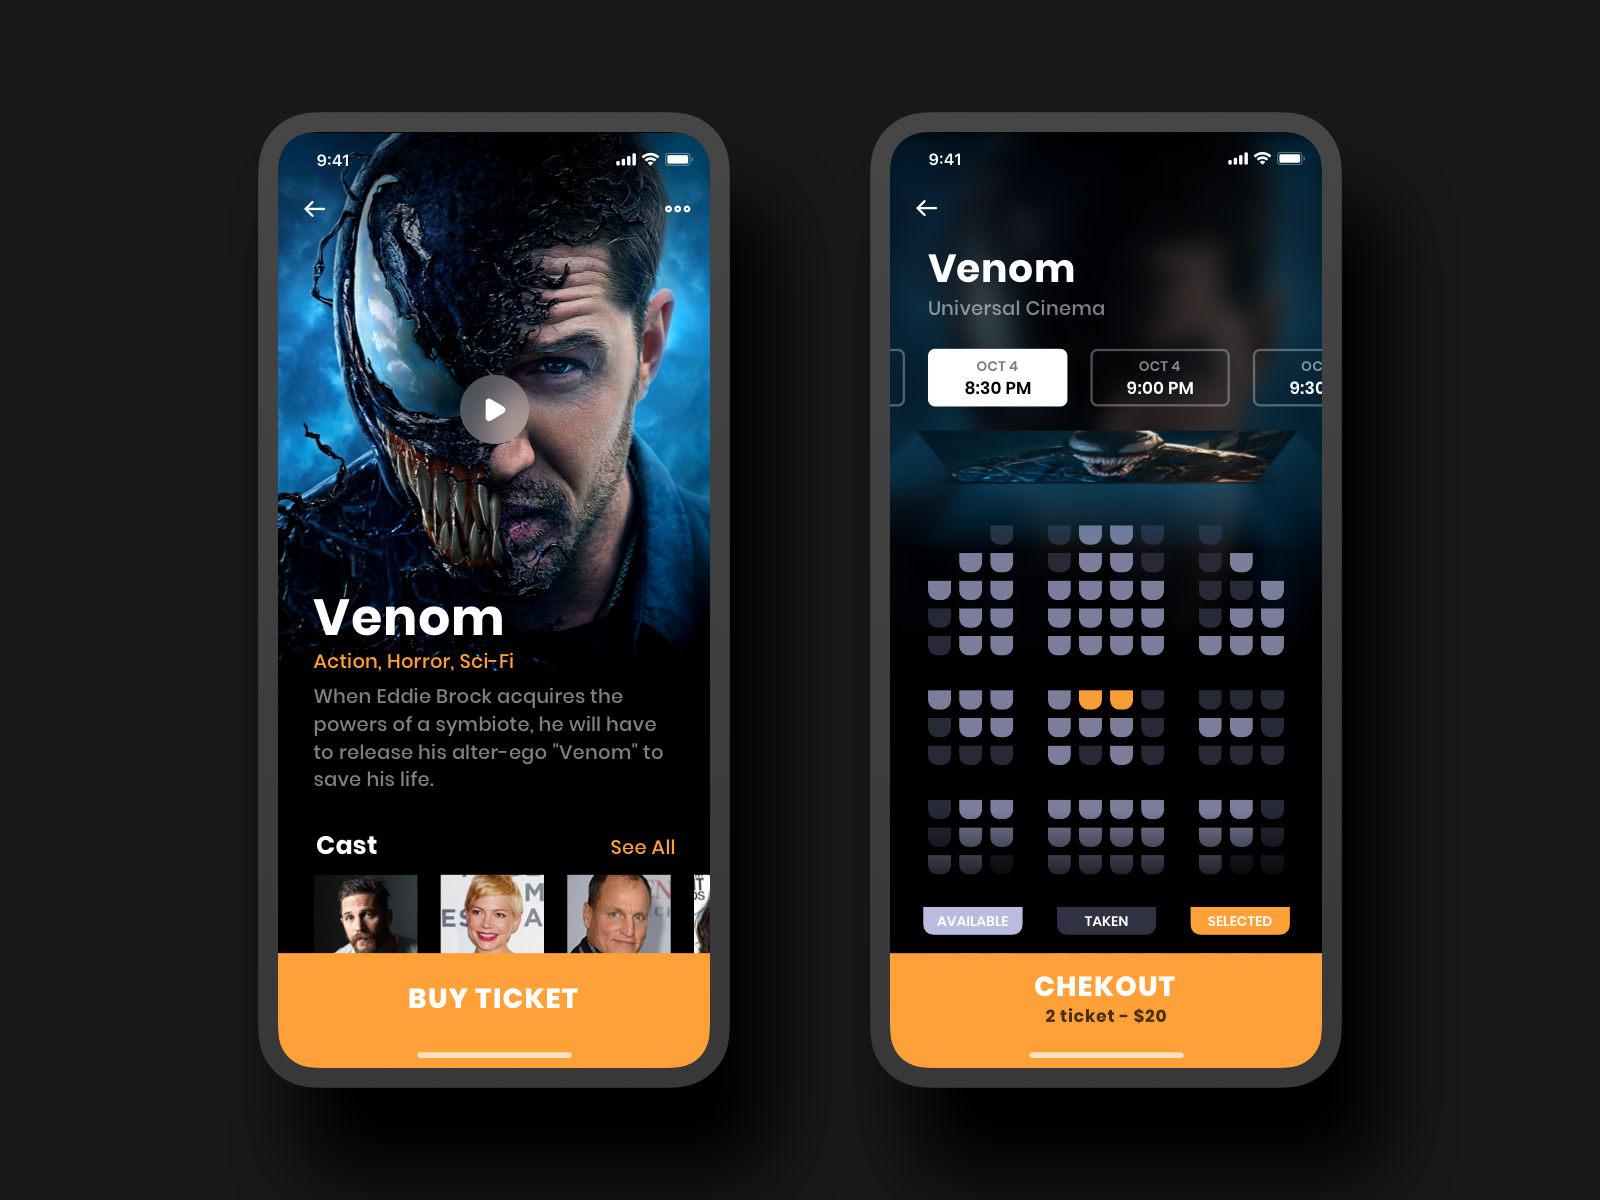 9:41
Venom
Action, Horror, Sci-Fi
When Eddie Brock acquires the
powers of a symbiote, he will have
to release his alter-ego "Venom" to
save his life.
Cast
See All
M
ES
A
BUY TICKET
9:41
Venom
Universal Cinema
OCT 4
8:30 PM
OCT 4
9:00 PM
OC
9:30
AVAILABLE
TAKEN
SELECTED
CHEKOUT
2 ticket - $20